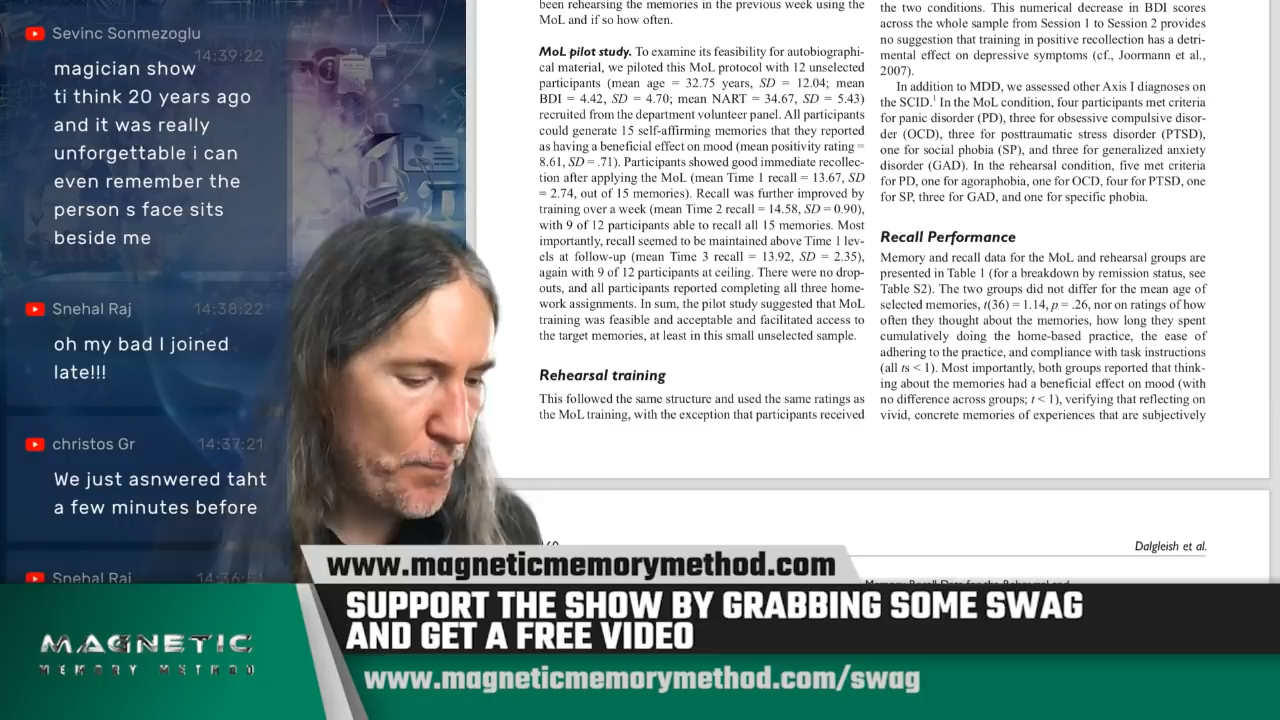 Sevinc Sonmezoglu
14:39:22
magician show
ti think 20 years ago
and it was really
unforgettable i can
even remember the
person s face sits
beside me
Snehal Raj 14:38:22
oh my bad I joined
late!!!
christos Gr 14:37:21
We just asnwered taht
a few minutes before
Snehal Raj 14:36:51
been rehearsing the memories in the previous week using the
MoL and if so how often.
MoL pilot study. To examine its feasibility for autobiographi-
cal material, we piloted this MoL protocol with 12 unselected
participants (mean age = 32.75 years, SD = 12.04; mean
BDI = 4.42, SD = 4.70; mean NART = 34.67, SD = 5.43)
recruited from the department volunteer panel. All participants
could generate 15 self-affirming memories that they reported
as having a beneficial effect on mood (mean positivity rating =
8.61, SD = .71). Participants showed good immediate recollec-
tion after applying the MoL (mean Time 1 recall = 13.67, SD
= 2.74, out of 15 memories). Recall was further improved by
training over a week (mean Time 2 recall = 14.58, SD = 0.90),
with 9 of 12 participants able to recall all 15 memories. Most
importantly, recall seemed to be maintained above Time 1 lev-
els at follow-up (mean Time 3 recall = 13.92, SD = 2.35),
again with 9 of 12 participants at ceiling. There were no drop-
outs, and all participants reported completing all three home-
work assignments. In sum, the pilot study suggested that MoL
training was feasible and acceptable and facilitated access to
the target memories, at least in this small unselected sample.
Rehearsal training
This followed the same structure and used the same ratings as
the MoL training, with the exception that participants received
the two conditions. This numerical decrease in BDI scores
across the whole sample from Session 1 to Session 2 provides
no suggestion that training in positive recollection has a detri-
mental effect on depressive symptoms (cf., Joormann et al.,
2007).
In addition to MDD, we assessed other Axis I diagnoses on
the SCID.1 In the MoL condition, four participants met criteria
for panic disorder (PD), three for obsessive compulsive disor-
der (OCD), three for posttraumatic stress disorder (PTSD),
one for social phobia (SP), and three for generalized anxiety
disorder (GAD). In the rehearsal condition, five met criteria
for PD, one for agoraphobia, one for OCD, four for PTSD, one
for SP, three for GAD, and one for specific phobia.
Recall Performance
Memory and recall data for the MoL and rehearsal groups are
presented in Table 1 (for a breakdown by remission status, see
Table S2). The two groups did not differ for the mean age of
selected memories, t(36) = 1.14, p = .26, nor on ratings of how
often they thought about the memories, how long they spent
cumulatively doing the home-based practice, the ease of
adhering to the practice, and compliance with task instructions
(all ts < 1). Most importantly, both groups reported that think-
ing about the memories had a beneficial effect on mood (with
no difference across groups; t < 1), verifying that reflecting on
vivid, concrete memories of experiences that are subjectively
Dalgleish et al.
www.magneticmemorymethod.com
SUPPORT THE SHOW BY GRABBING SOME SWAG
AND GET A FREE VIDEO
www.magneticmemorymethod.com/swag
MAGNETIC
MEMORY METHOD